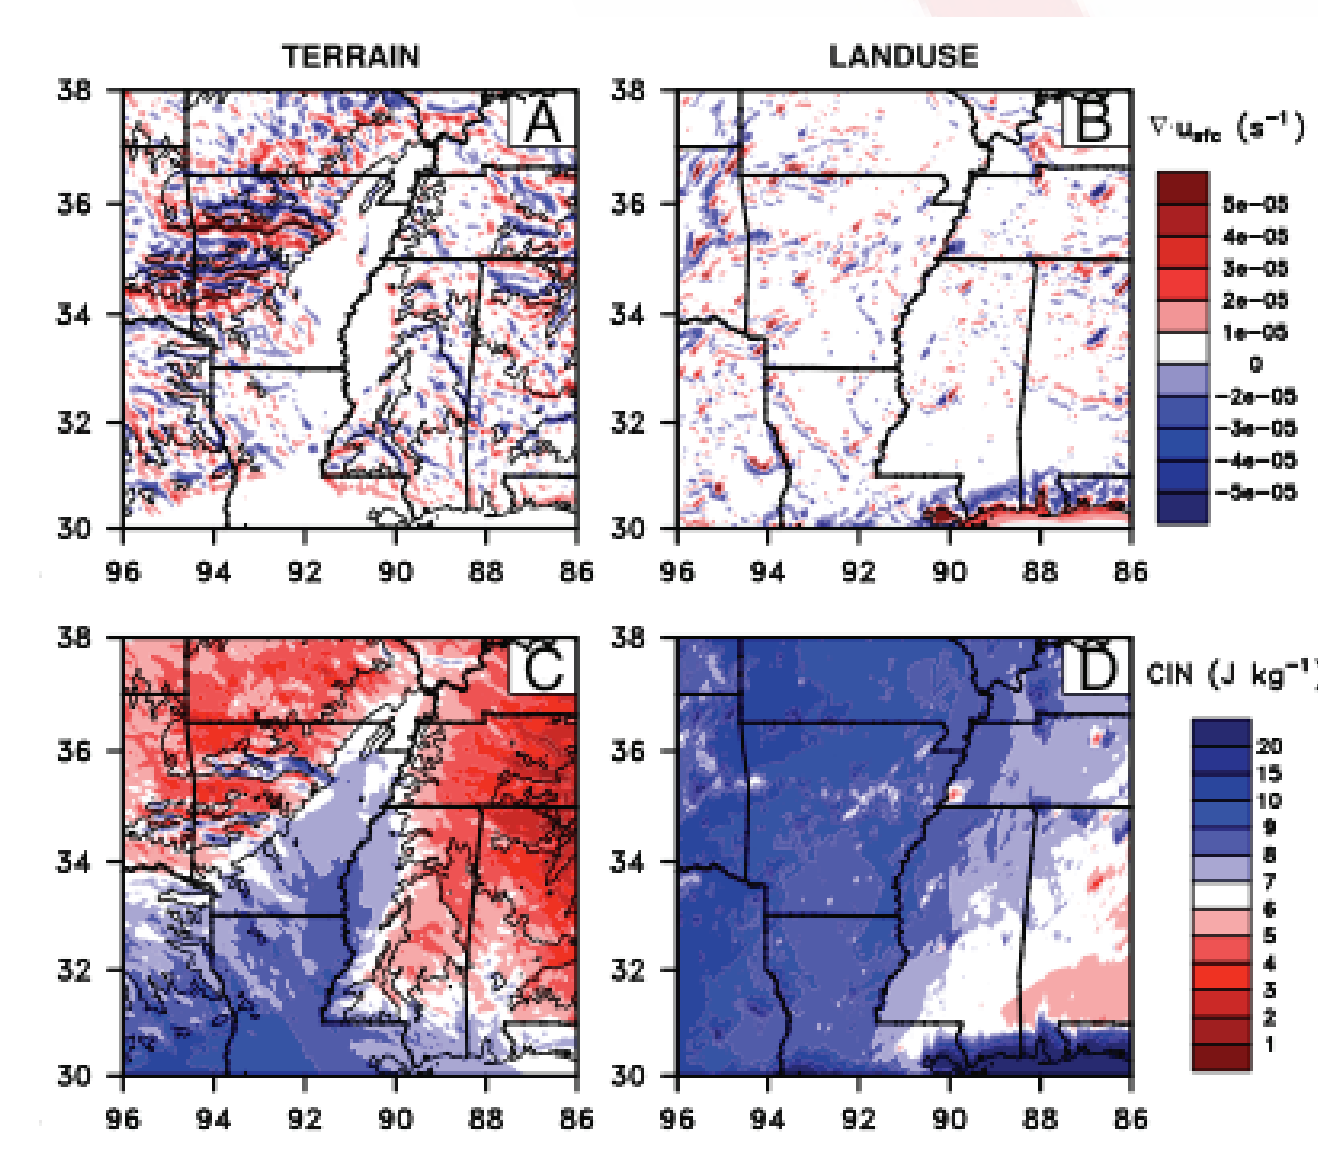 TERRAIN LANDUSE
38 A 38 B ∇·u_sfc (s⁻¹)
36 36
34 34
32 32
30 30
5e-05
4e-05
3e-05
2e-05
1e-05
0
-2e-05
-3e-05
-4e-05
-5e-05
96 94 92 90 88 86 96 94 92 90 88 86
38 C 38 D CIN (J kg⁻¹)
36 36
34 34
32 32
30 30
20
15
10
9
8
7
6
5
4
3
2
1
96 94 92 90 88 86 96 94 92 90 88 86